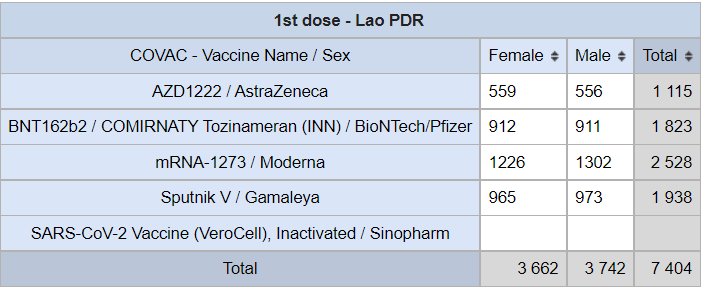 1st dose - Lao PDR
COVAC - Vaccine Name / Sex Female Male Total
AZD1222 / AstraZeneca 559 556 1 115
BNT162b2 / COMIRNATY Tozinameran (INN) / BioNTech/Pfizer 912 911 1 823
mRNA-1273 / Moderna 1226 1302 2 528
Sputnik V / Gamaleya 965 973 1 938
SARS-CoV-2 Vaccine (VeroCell), Inactivated / Sinopharm
Total 3 662 3 742 7 404